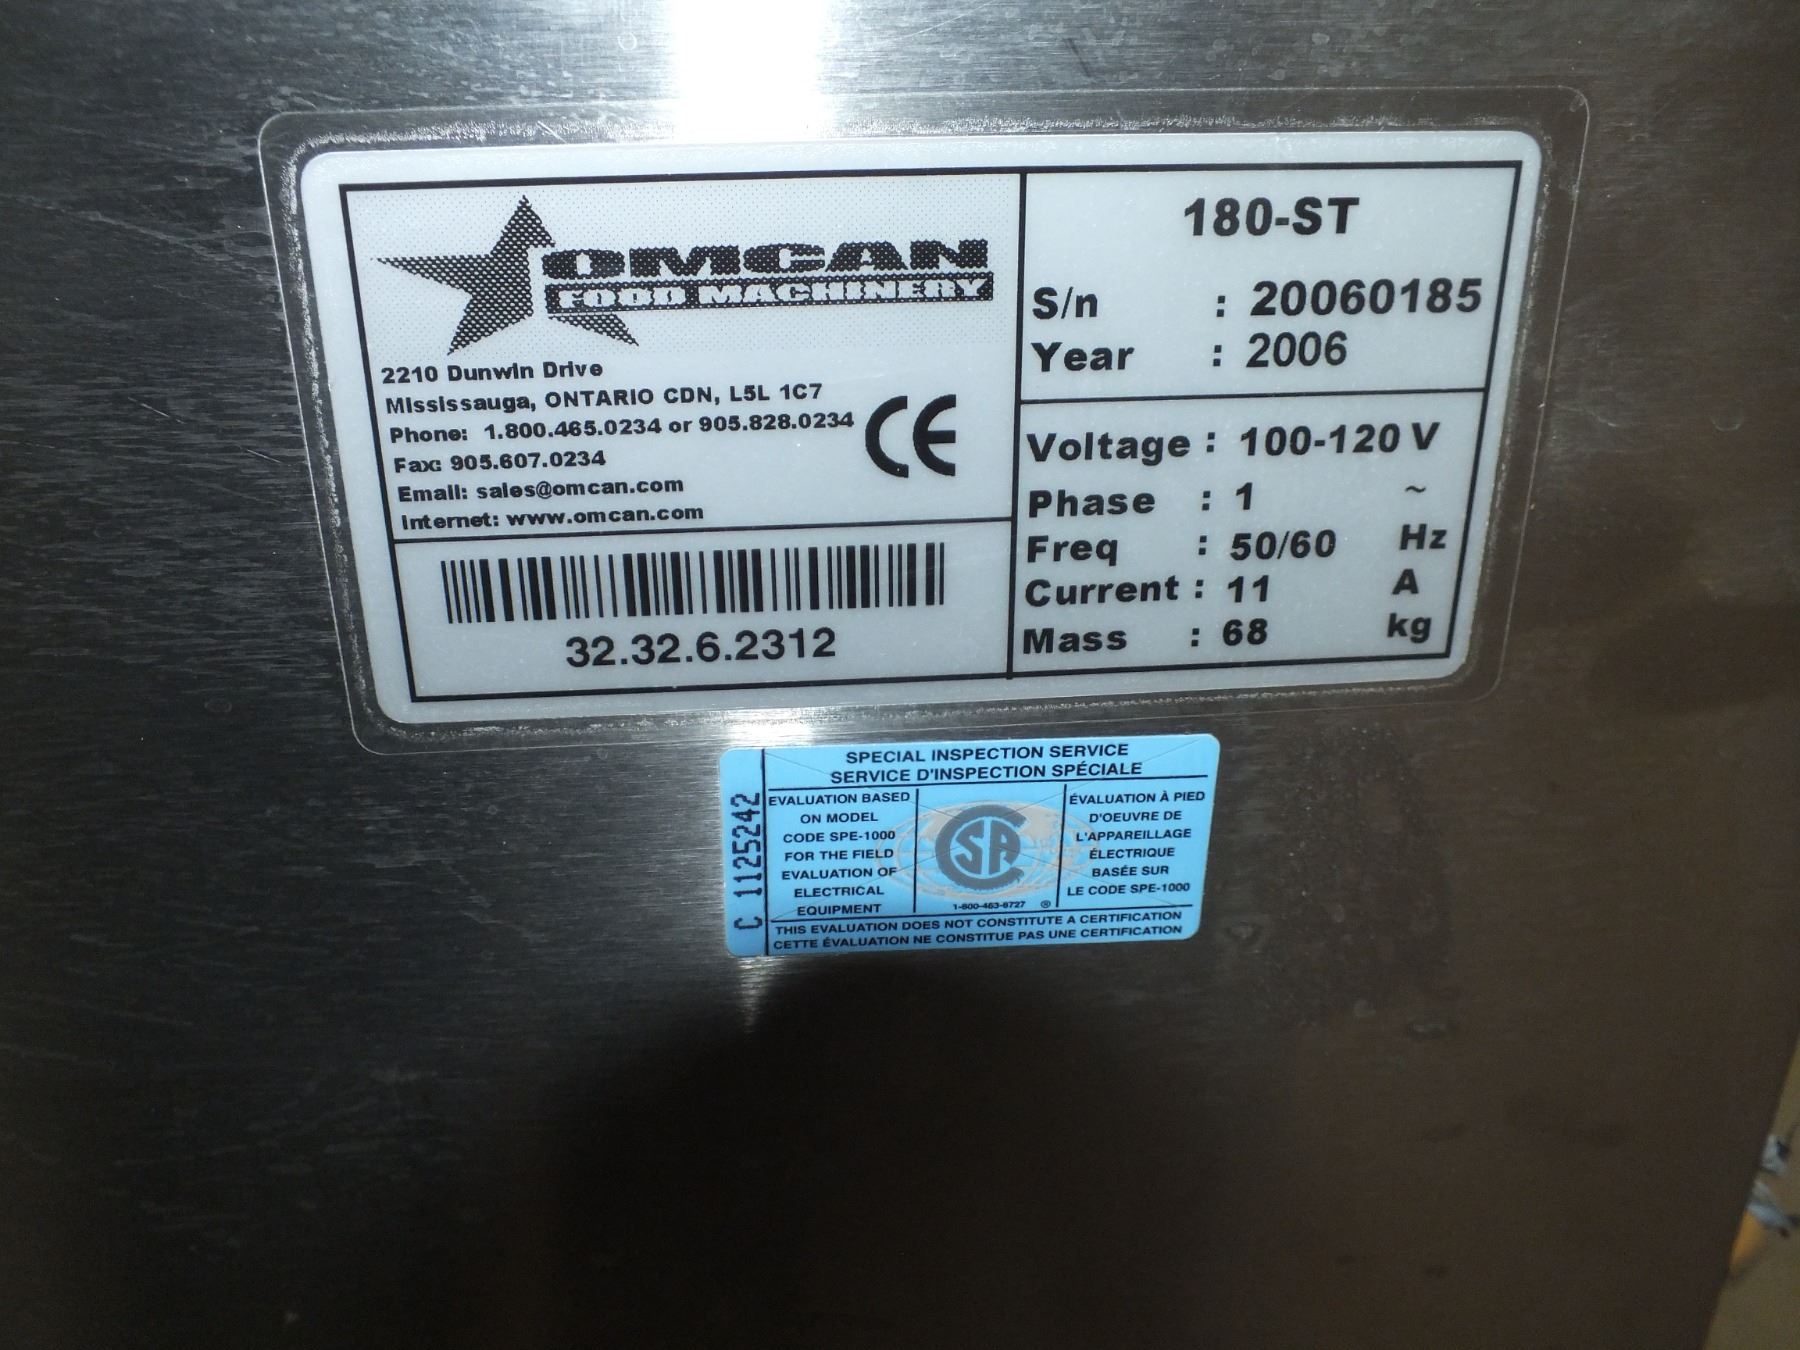 OMCAN
FOOD MACHINERY
2210 Dunwin Drive
Mississauga, ONTARIO CDN, L5L 1C7
Phone: 1.800.465.0234 or 905.828.0234
Fax: 905.607.0234
Email: sales@omcan.com
Internet: www.omcan.com
CE
32.32.6.2312
180-ST
S/n : 20060185
Year : 2006
Voltage : 100-120 V
Phase : 1 ~
Freq : 50/60 Hz
Current : 11 A
Mass : 68 kg
SPECIAL INSPECTION SERVICE
SERVICE D'INSPECTION SPÉCIALE
C 1125242
EVALUATION BASED
ON MODEL
CODE SPE-1000
FOR THE FIELD
EVALUATION OF
ELECTRICAL
EQUIPMENT
CSA
1-800-463-6727 ®
ÉVALUATION À PIED
D'OEUVRE DE
L'APPAREILLAGE
ÉLECTRIQUE
BASÉE SUR
LE CODE SPE-1000
THIS EVALUATION DOES NOT CONSTITUTE A CERTIFICATION
CETTE ÉVALUATION NE CONSTITUE PAS UNE CERTIFICATION